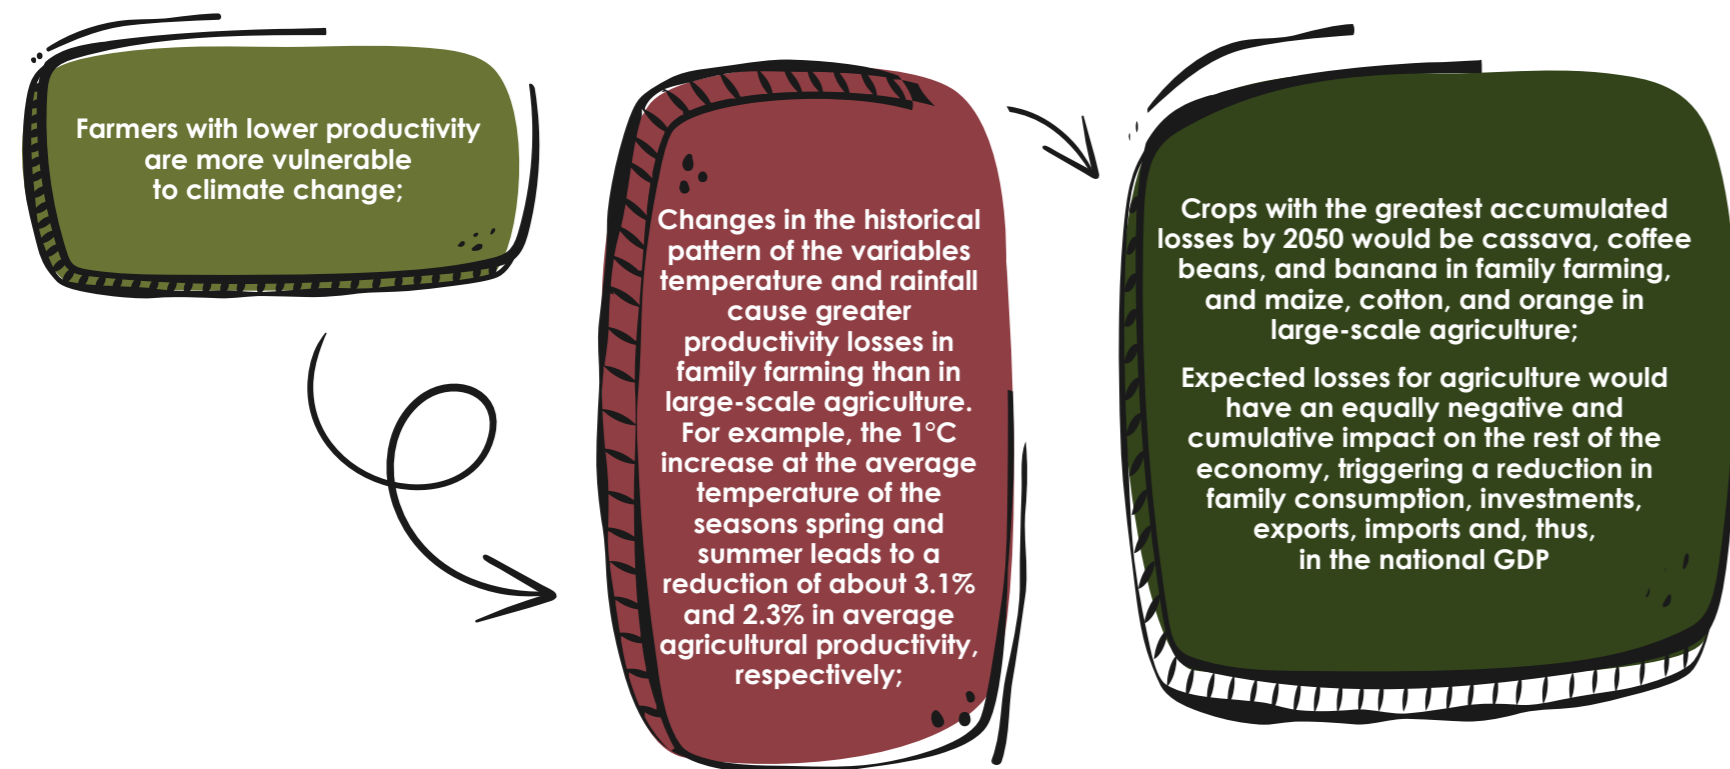 Farmers with lower productivity
are more vulnerable
to climate change;
Changes in the historical
pattern of the variables
temperature and rainfall
cause greater
productivity losses in
family farming than in
large-scale agriculture.
For example, the 1°C
increase at the average
temperature of the
seasons spring and
summer leads to a
reduction of about 3.1%
and 2.3% in average
agricultural productivity,
respectively;
Crops with the greatest accumulated
losses by 2050 would be cassava, coffee
beans, and banana in family farming,
and maize, cotton, and orange in
large-scale agriculture;
Expected losses for agriculture would
have an equally negative and
cumulative impact on the rest of the
economy, triggering a reduction in
family consumption, investments,
exports, imports and, thus,
in the national GDP